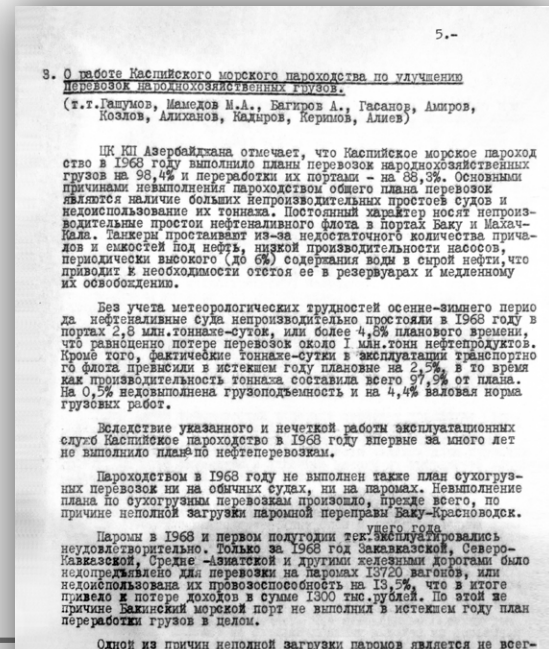 5.-
3. О работе Каспийского морского пароходства по улучшению
перевозок народнохозяйственных грузов.
(т.т.Гашумов, Мамедов М.А., Багиров А., Гасанов, Амиров,
Козлов, Алиханов, Кадыров, Керимов, Алиев)
ЦК КП Азербайджана отмечает, что Каспийское морское пароход
ство в 1968 году выполнило планы перевозок народнохозяйственных
грузов на 98,4% и переработки их портами - на 88,3%. Основными
причинами невыполнения пароходством общего плана перевозок
являются наличие больших непроизводительных простоев судов и
недоиспользование их тоннажа. Постоянный характер носят непроиз-
водительные простои нефтеналивного флота в портах Баку и Махач-
Кала. Танкеры простаивают из-за недостаточного количества прича-
лов и емкостей под нефть, низкой производительности насосов,
периодически высокого (до 6%) содержания воды в сырой нефти,что
приводит к необходимости отстоя ее в резервуарах и медленному
их освобождению.
Без учета метеорологических трудностей осенне-зимнего перио
да нефтеналивные суда непроизводительно простояли в 1968 году в
портах 2,8 млн.тоннаже-суток, или более 4,8% планового времени,
что равноценно потере перевозок около 1 млн.тонн нефтепродуктов.
Кроме того, фактические тоннаже-сутки в эксплуатации транспортно
го флота превысили в истекшем году плановые на 2,5%, в то время
как производительность тоннажа составила всего 97,9% от плана.
На 0,5% недовыполнена грузоподъемность и на 4,4% валовая норма
грузовых работ.
Вследствие указанного и нечеткой работы эксплуатационных
служб Каспийское пароходство в 1968 году впервые за много лет
не выполнило плана по нефтеперевозкам.
Пароходством в 1968 году не выполнен также план сухогруз-
ных перевозок ни на обычных судах, ни на паромах. Невыполнение
плана по сухогрузным перевозкам произошло, прежде всего, по
причине неполной загрузки паромной переправы Баку-Красноводск.
ущего года
Паромы в 1968 и первом полугодии тек.эксплуатировались
неудовлетворительно. Только за 1968 год Закавказской, Северо-
Кавказской, Средне -Азиатской и другими железными дорогами было
недопредъявлено для перевозки на паромах 13720 вагонов, или
недоиспользована их провозоспособность на 13,5%, что в итоге
привело к потере доходов в сумме 1300 тыс.рублей. По этой же
причине Бакинский морской порт не выполнил в истекшем году план
переработки грузов в целом.
Одной из причин неполной загрузки паромов является не всег-